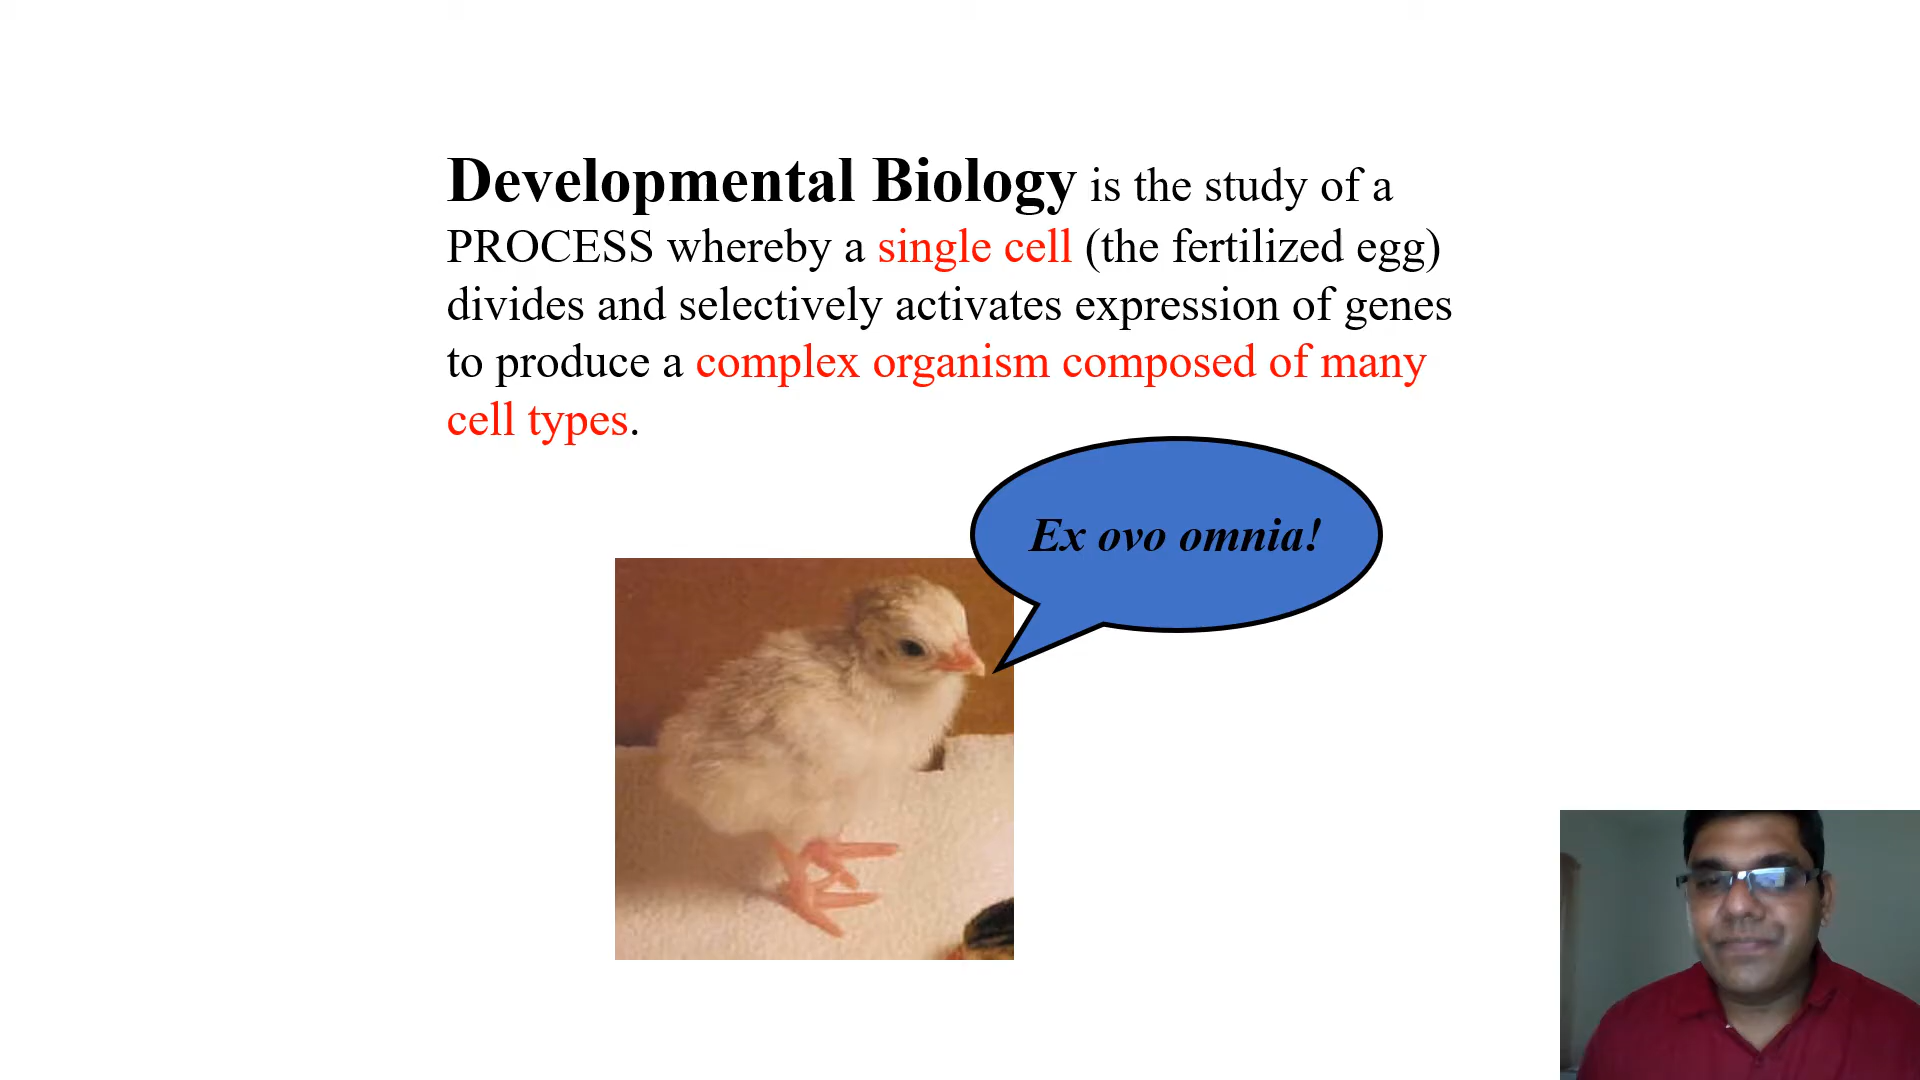 Developmental Biology is the study of a
PROCESS whereby a single cell (the fertilized egg)
divides and selectively activates expression of genes
to produce a complex organism composed of many
cell types.
Ex ovo omnia!